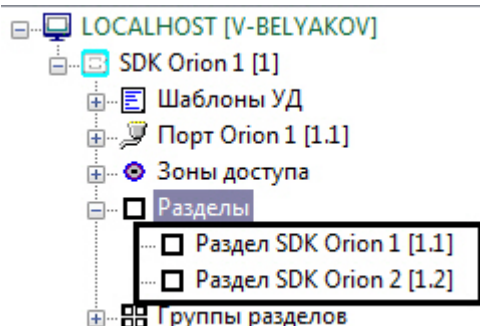 LOCALHOST [V-BELYAKOV]
SDK Orion 1 [1]
Шаблоны УД
Порт Orion 1 [1.1]
Зоны доступа
Разделы
Раздел SDK Orion 1 [1.1]
Раздел SDK Orion 2 [1.2]
Группы разделов